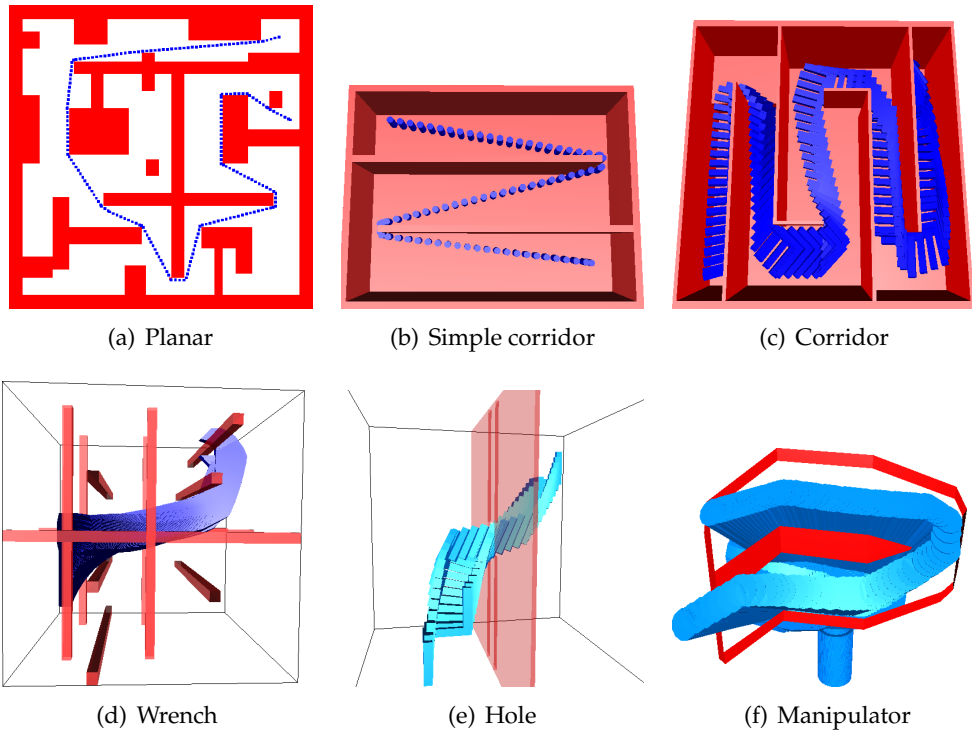 (a) Planar
(b) Simple corridor
(c) Corridor
(d) Wrench
(e) Hole
(f) Manipulator